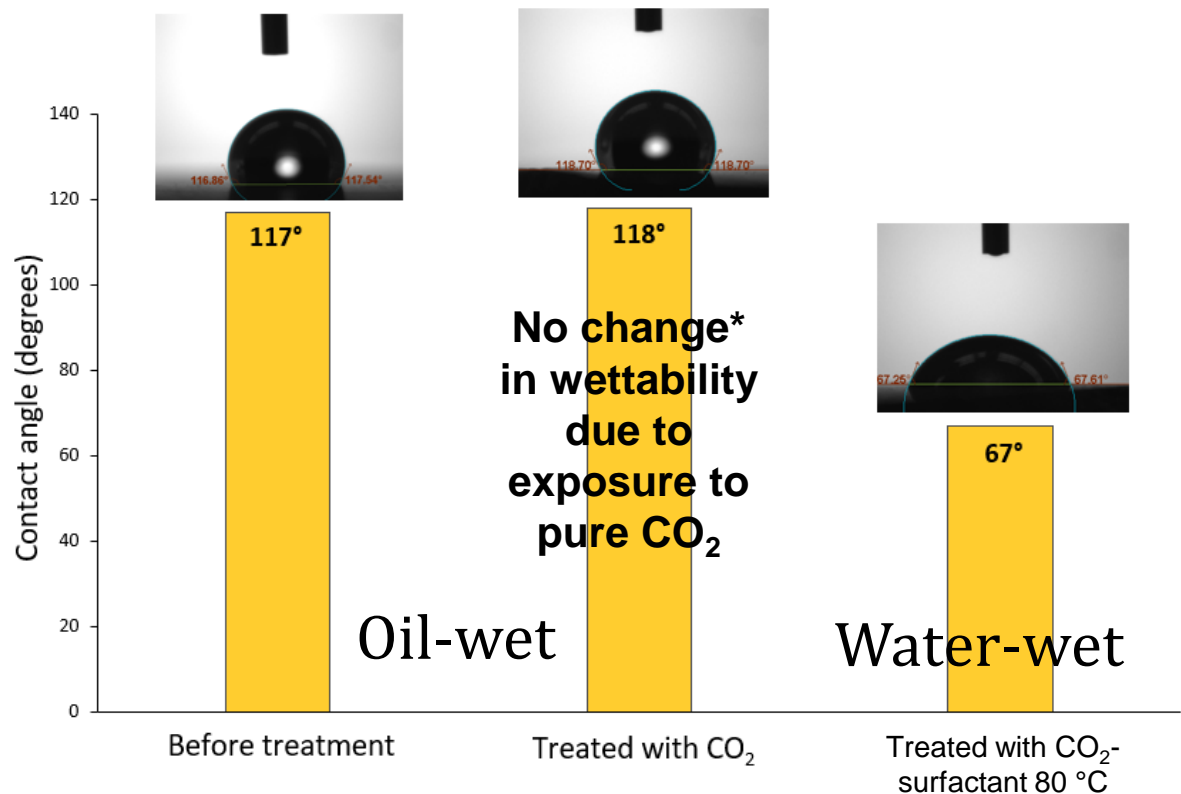 116.86°
117.54°
118.70°
118.70°
67.25°
67.61°
Contact angle (degrees)
140
120
100
80
60
40
20
0
117°
118°
67°
No change*
in wettability
due to
exposure to
pure CO₂
Oil-wet
Water-wet
Before treatment
Treated with CO₂
Treated with CO₂-
surfactant 80 °C